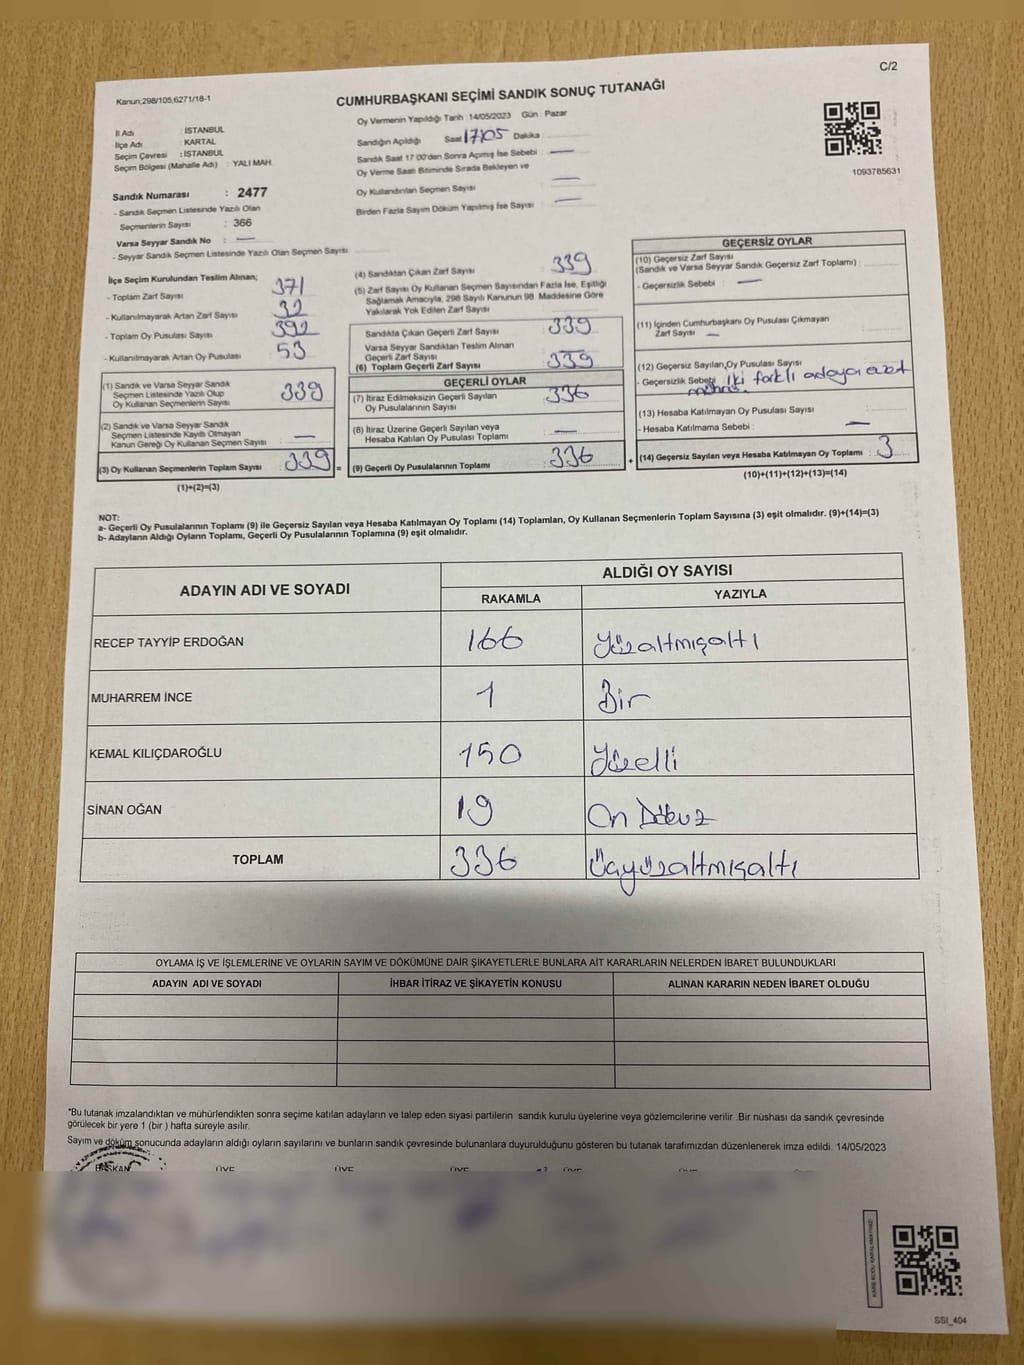 C/2
Kanun;298/105;6271/18-1
CUMHURBAŞKANI SEÇİMİ SANDIK SONUÇ TUTANAĞI
İl Adı : İSTANBUL
İlçe Adı : KARTAL
Seçim Çevresi : İSTANBUL
Seçim Bölgesi (Mahalle Adı) : YALI MAH.
Sandık Numarası : 2477
- Sandık Seçmen Listesinde Yazılı Olan
Seçmenlerin Sayısı : 366
Varsa Seyyar Sandık No : —
- Seyyar Sandık Seçmen Listesinde Yazılı Olan Seçmen Sayısı
Oy Vermenin Yapıldığı Tarih :14/05/2023 Gün : Pazar
Sandığın Açıldığı Saat 17:05 Dakika :
Sandık Saat 17:00'den Sonra Açmış İse Sebebi : —
Oy Verme Saati Bitiminde Sırada Bekleyen ve
Oy Kullandırılan Seçmen Sayısı —
Birden Fazla Sayım Döküm Yapılmış İse Sayısı : —
1093785631
İlçe Seçim Kurulundan Teslim Alınan;
- Toplam Zarf Sayısı 371
- Kullanılmayarak Artan Zarf Sayısı : 32
- Toplam Oy Pusulası Sayısı : 392
- Kullanılmayarak Artan Oy Pusulası : 53
(1) Sandık ve Varsa Seyyar Sandık
Seçmen Listesinde Yazılı Olup
Oy Kullanan Seçmenlerin Sayısı : 339
(2) Sandık ve Varsa Seyyar Sandık
Seçmen Listesinde Kayıtlı Olmayan
Kanun Gereği Oy Kullanan Seçmen Sayısı : —
(3) Oy Kullanan Seçmenlerin Toplam Sayısı : 339 =
(1)+(2)=(3)
(4) Sandıktan Çıkan Zarf Sayısı : 339
(5) Zarf Sayısı Oy Kullanan Seçmen Sayısından Fazla İse, Eşitliği
Sağlamak Amacıyla, 298 Sayılı Kanunun 98. Maddesine Göre
Yakılarak Yok Edilen Zarf Sayısı
Sandıkta Çıkan Geçerli Zarf Sayısı : 339
Varsa Seyyar Sandıktan Teslim Alınan
Geçerli Zarf Sayısı
(6) Toplam Geçerli Zarf Sayısı : 339
GEÇERLİ OYLAR
(7) İtiraz Edilmeksizin Geçerli Sayılan
Oy Pusulalarının Sayısı : 336
(8) İtiraz Üzerine Geçerli Sayılan veya
Hesaba Katılan Oy Pusulası Toplamı : —
(9) Geçerli Oy Pusulalarının Toplamı : 336 +
GEÇERSİZ OYLAR
(10) Geçersiz Zarf Sayısı
(Sandık ve Varsa Seyyar Sandık Geçersiz Zarf Toplamı) :
- Geçersizlik Sebebi : —
(11) İçinden Cumhurbaşkanı Oy Pusulası Çıkmayan
Zarf Sayısı —
(12) Geçersiz Sayılan Oy Pusulası Sayısı :
- Geçersizlik Sebebi : İki farklı adaya evet
mührü.
(13) Hesaba Katılmayan Oy Pusulası Sayısı :
- Hesaba Katılmama Sebebi : —
(14) Geçersiz Sayılan veya Hesaba Katılmayan Oy Toplamı : 3
(10)+(11)+(12)+(13)=(14)
NOT:
a- Geçerli Oy Pusulalarının Toplamı (9) ile Geçersiz Sayılan veya Hesaba Katılmayan Oy Toplamı (14) Toplamları, Oy Kullanan Seçmenlerin Toplam Sayısına (3) eşit olmalıdır. (9)+(14)=(3)
b- Adayların Aldığı Oyların Toplamı, Geçerli Oy Pusulalarının Toplamına (9) eşit olmalıdır.
ADAYIN ADI VE SOYADI
ALDIĞI OY SAYISI
RAKAMLA YAZIYLA
RECEP TAYYİP ERDOĞAN 166 Yüzaltmışaltı
MUHARREM İNCE 1 Bir
KEMAL KILIÇDAROĞLU 150 Yüzelli
SİNAN OĞAN 19 On Dokuz
TOPLAM 336 Üçyüzaltmışaltı
OYLAMA İŞ VE İŞLEMLERİNE VE OYLARIN SAYIM VE DÖKÜMÜNE DAİR ŞİKAYETLERLE BUNLARA AİT KARARLARIN NELERDEN İBARET BULUNDUKLARI
ADAYIN ADI VE SOYADI İHBAR İTİRAZ VE ŞİKAYETİN KONUSU ALINAN KARARIN NEDEN İBARET OLDUĞU
*Bu tutanak imzalandıktan ve mühürlendikten sonra seçime katılan adayların ve talep eden siyasi partilerin sandık kurulu üyelerine veya gözlemcilerine verilir .Bir nüshası da sandık çevresinde
görülecek bir yere 1 (bir ) hafta süreyle asılır.
Sayım ve döküm sonucunda adayların aldığı oyların sayılarını ve bunların sandık çevresinde bulunanlara duyurulduğunu gösteren bu tutanak tarafımızdan düzenlenerek imza edildi. 14/05/2023
BAŞKAN ÜYE ÜYE ÜYE ÜYE ÜYE
SSI_404